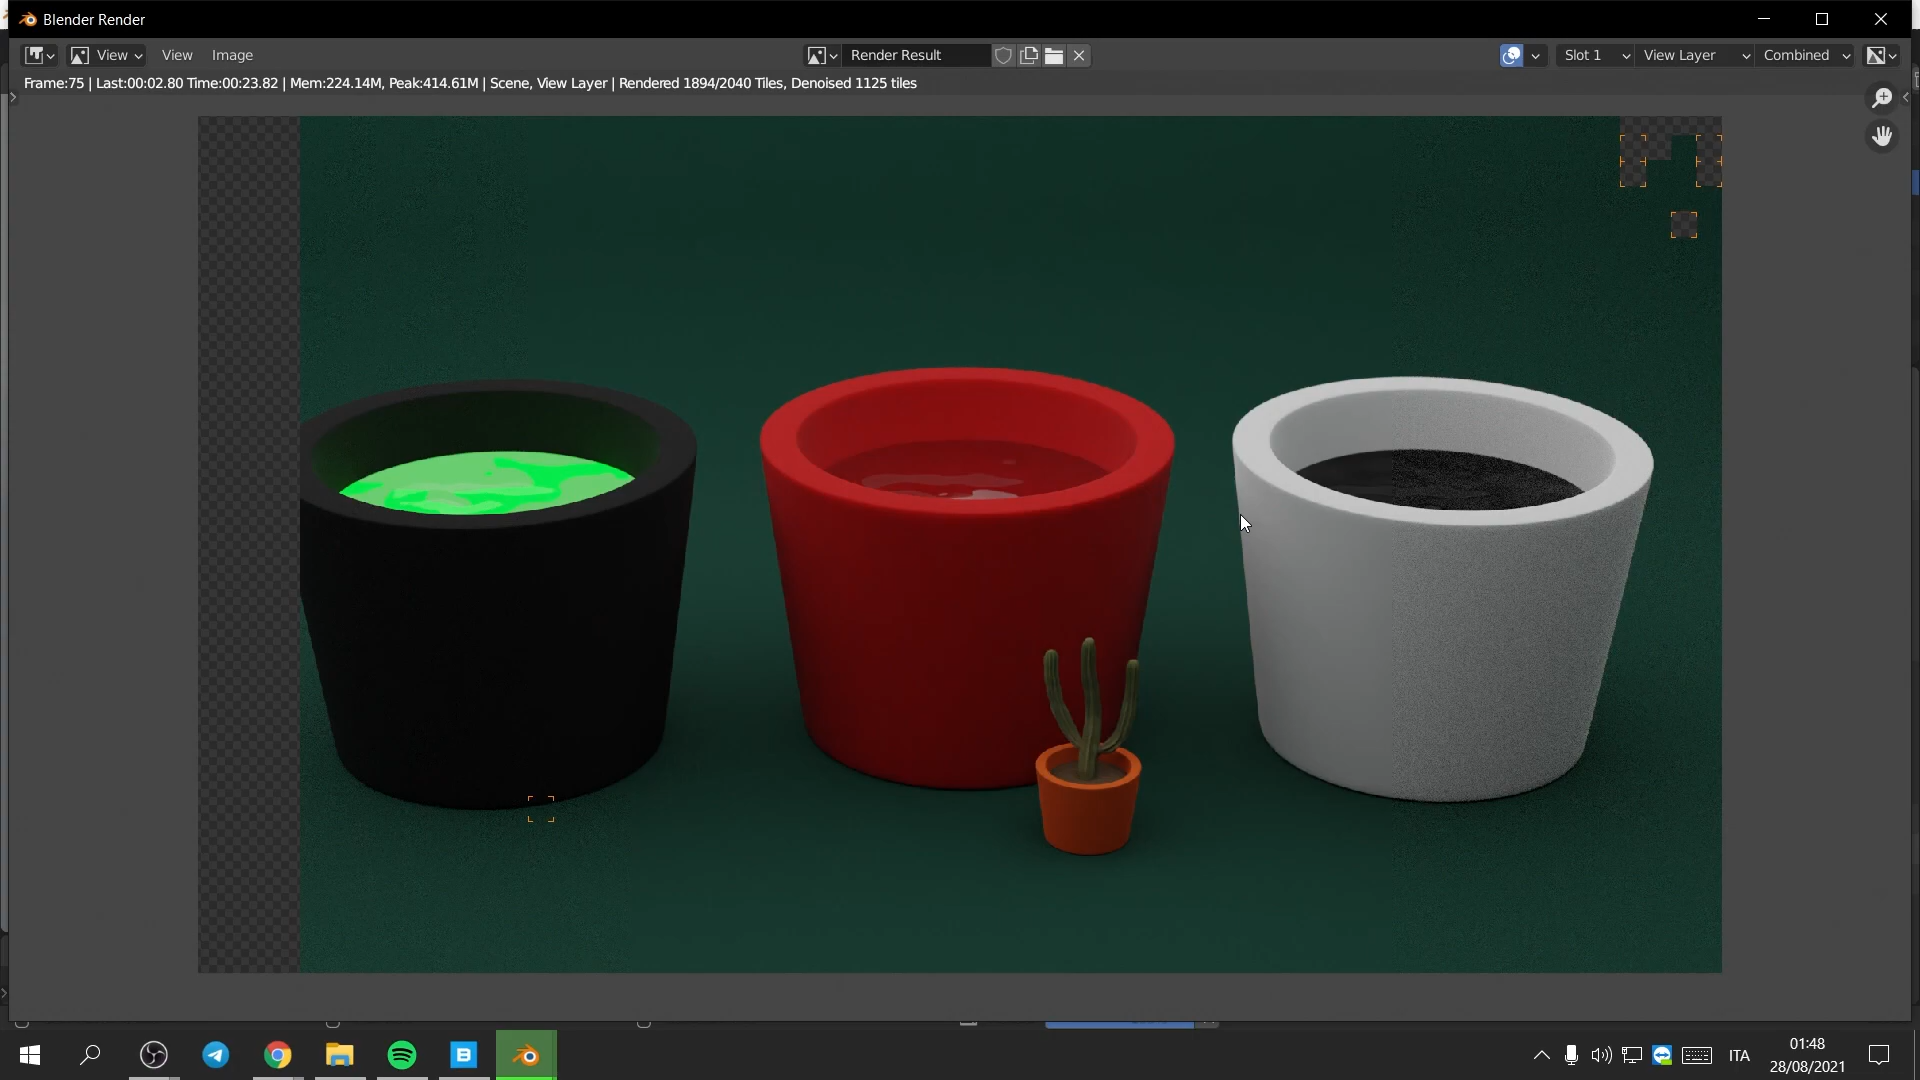 Blender Render
View View Image Render Result Slot 1 View Layer Combined
Frame:75 | Last:00:02.80 Time:00:23.82 | Mem:224.14M, Peak:414.61M | Scene, View Layer | Rendered 1894/2040 Tiles, Denoised 1125 tiles
ITA
01:48
28/08/2021